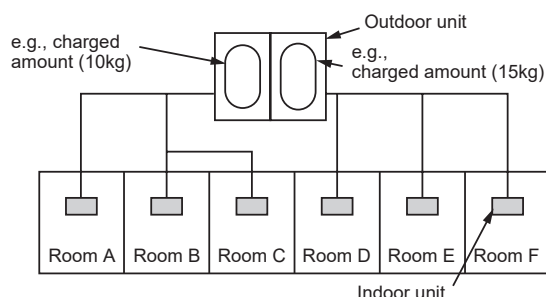 e.g., charged
amount (10kg)
Outdoor unit
e.g.,
charged amount (15kg)
Room A
Room B
Room C
Room D
Room E
Room F
Indoor unit